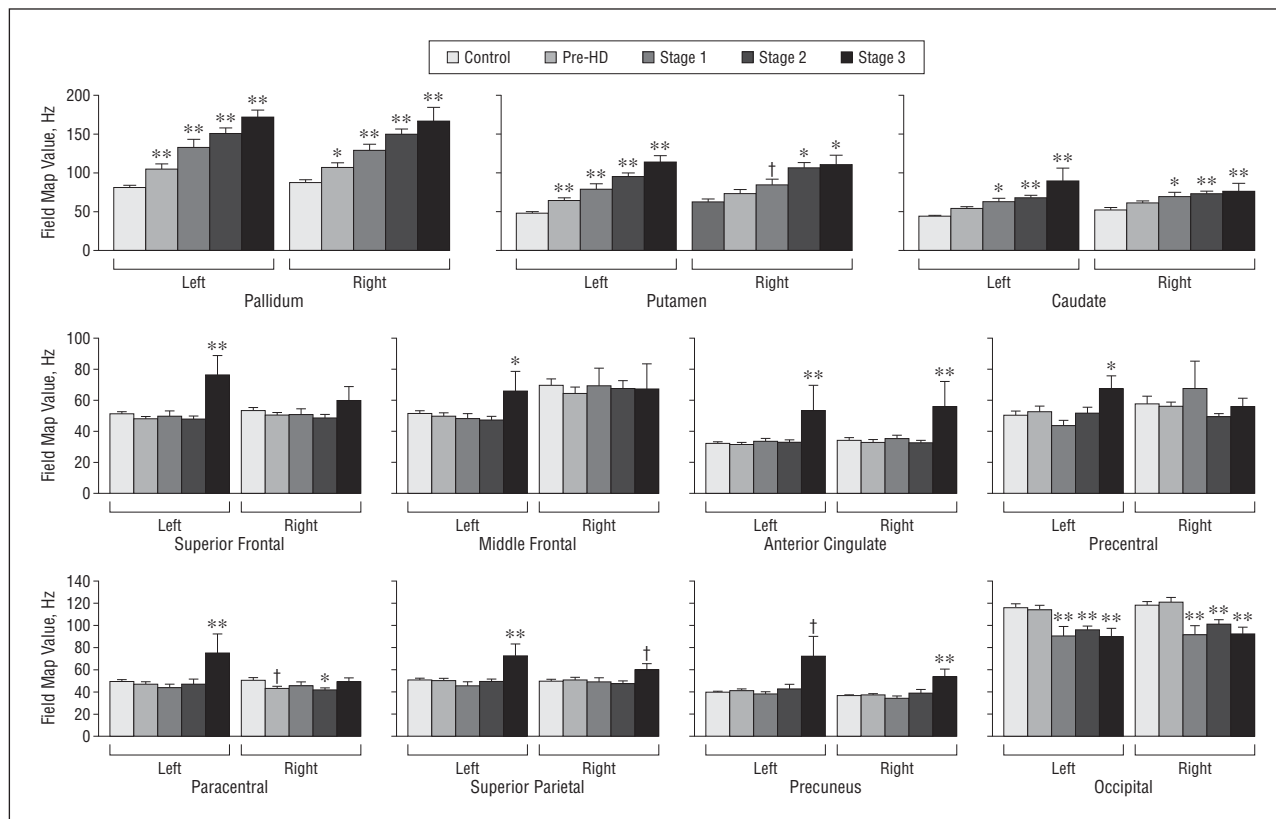 Control Pre-HD Stage 1 Stage 2 Stage 3
Field Map Value, Hz
200
150
100
50
0
** ** ** **
* ** ** **
Left Right
Pallidum
** ** ** **
† * *
Left Right
Putamen
* ** **
* ** **
Left Right
Caudate
Field Map Value, Hz
100
80
60
40
20
0
**
Left Right
Superior Frontal
*
Left Right
Middle Frontal
**
**
Left Right
Anterior Cingulate
*
Left Right
Precentral
Field Map Value, Hz
140
120
100
80
60
40
20
0
**
† *
Left Right
Paracentral
**
†
Left Right
Superior Parietal
†
**
Left Right
Precuneus
** ** **
** ** **
Left Right
Occipital